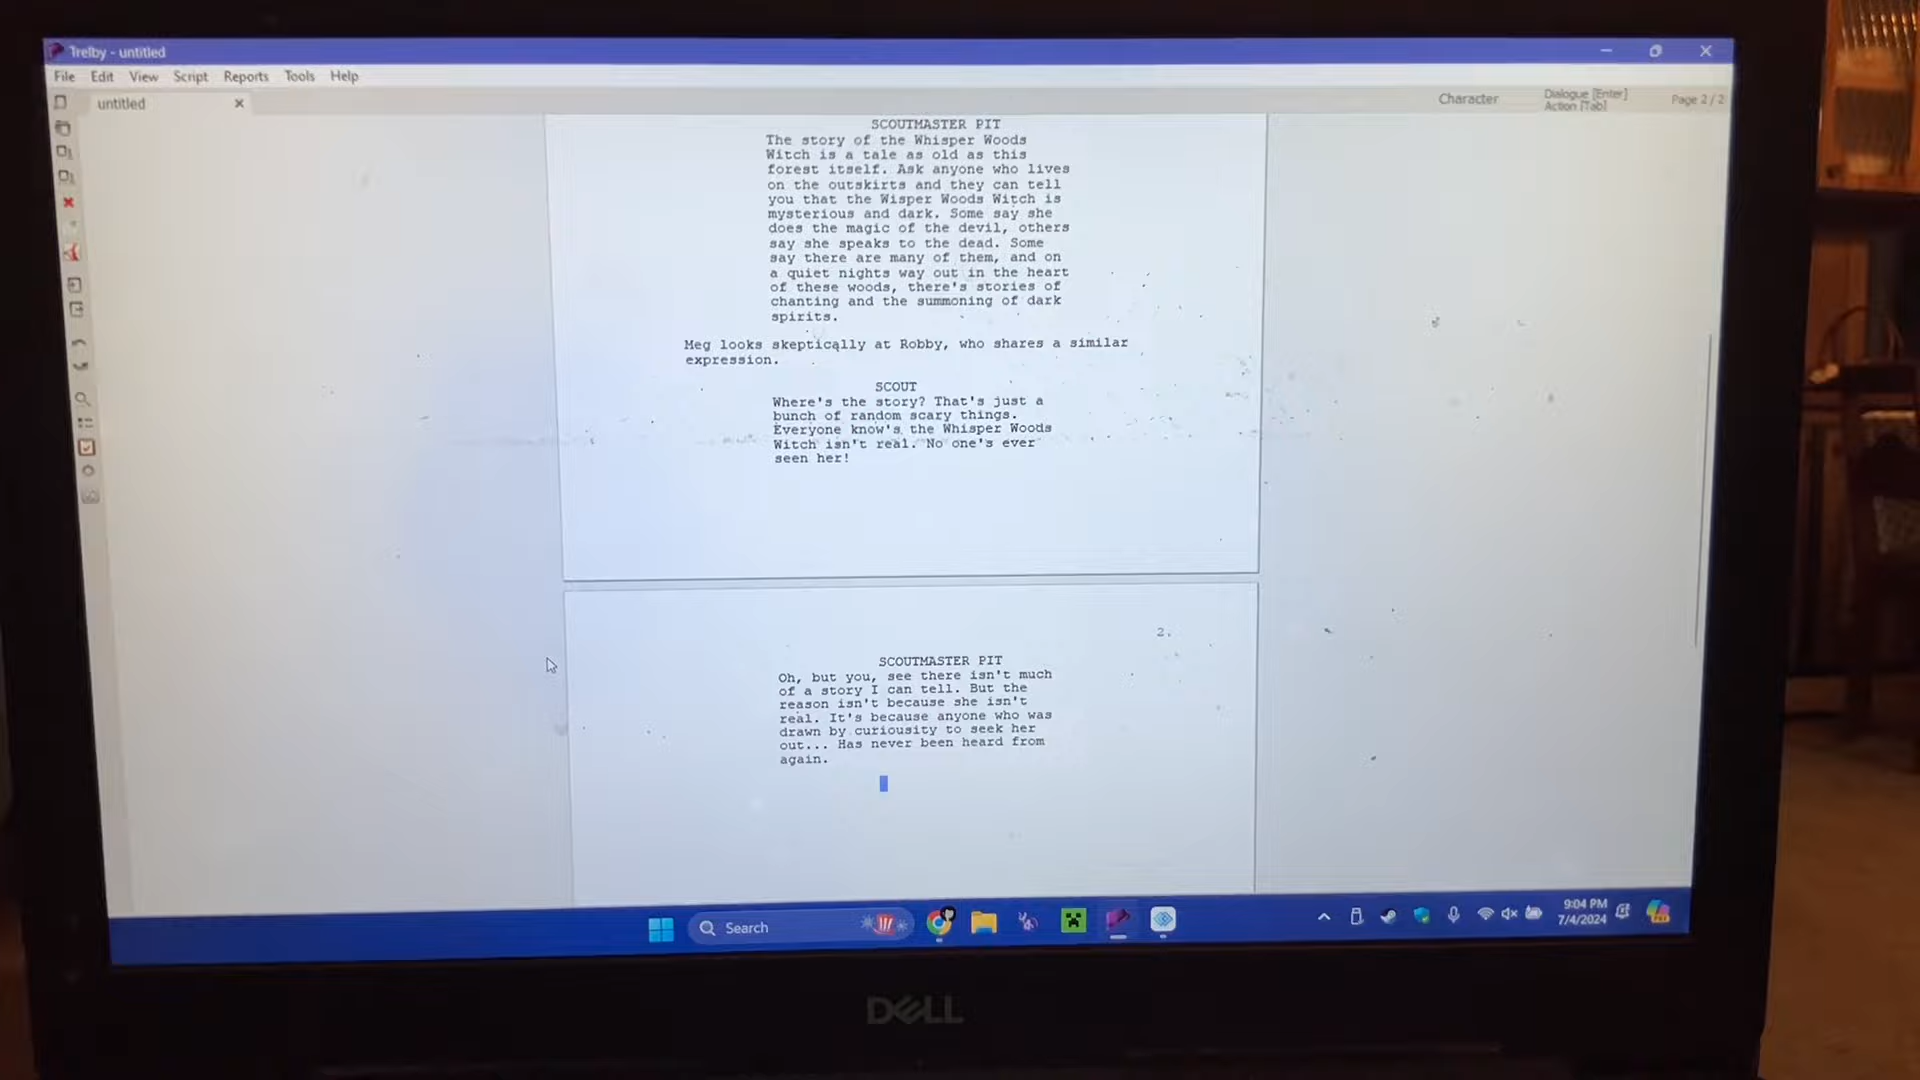 Trelby - untitled
File Edit View Script Reports Tools Help
untitled
Character
Dialogue [Enter]
Action [Tab]
Page 2 / 2
SCOUTMASTER PIT
The story of the Whisper Woods
Witch is a tale as old as this
forest itself. Ask anyone who lives
on the outskirts and they can tell
you that the Wisper Woods Witch is
mysterious and dark. Some say she
does the magic of the devil, others
say she speaks to the dead. Some
say there are many of them, and on
a quiet nights way out in the heart
of these woods, there's stories of
chanting and the summoning of dark
spirits.
Meg looks skeptically at Robby, who shares a similar
expression.
SCOUT
Where's the story? That's just a
bunch of random scary things.
Everyone know's the Whisper Woods
Witch isn't real. No one's ever
seen her!
2.
SCOUTMASTER PIT
Oh, but you, see there isn't much
of a story I can tell. But the
reason isn't because she isn't
real. It's because anyone who was
drawn by curiousity to seek her
out... Has never been heard from
again.
Search
9:04 PM
7/4/2024
DELL